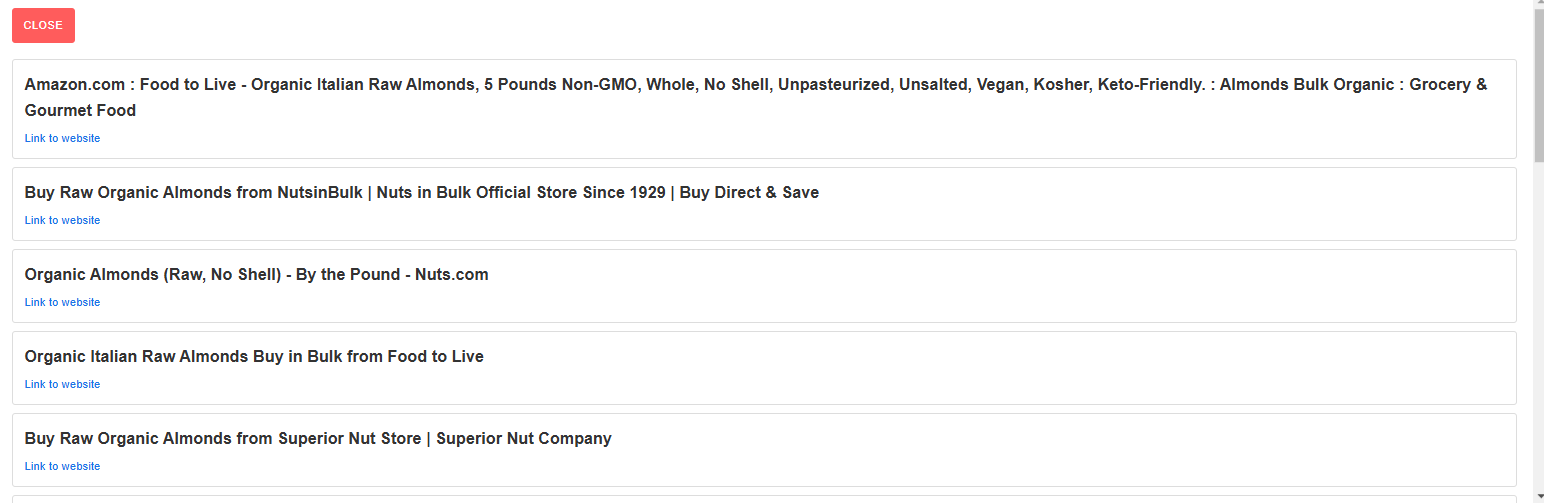 CLOSE
Amazon.com : Food to Live - Organic Italian Raw Almonds, 5 Pounds Non-GMO, Whole, No Shell, Unpasteurized, Unsalted, Vegan, Kosher, Keto-Friendly. : Almonds Bulk Organic : Grocery &
Gourmet Food
Link to website
Buy Raw Organic Almonds from NutsinBulk | Nuts in Bulk Official Store Since 1929 | Buy Direct & Save
Link to website
Organic Almonds (Raw, No Shell) - By the Pound - Nuts.com
Link to website
Organic Italian Raw Almonds Buy in Bulk from Food to Live
Link to website
Buy Raw Organic Almonds from Superior Nut Store | Superior Nut Company
Link to website